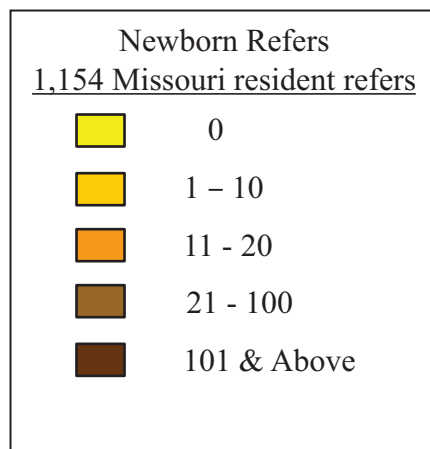 Newborn Refers
1,154 Missouri resident refers
0
1 – 10
11 - 20
21 - 100
101 & Above